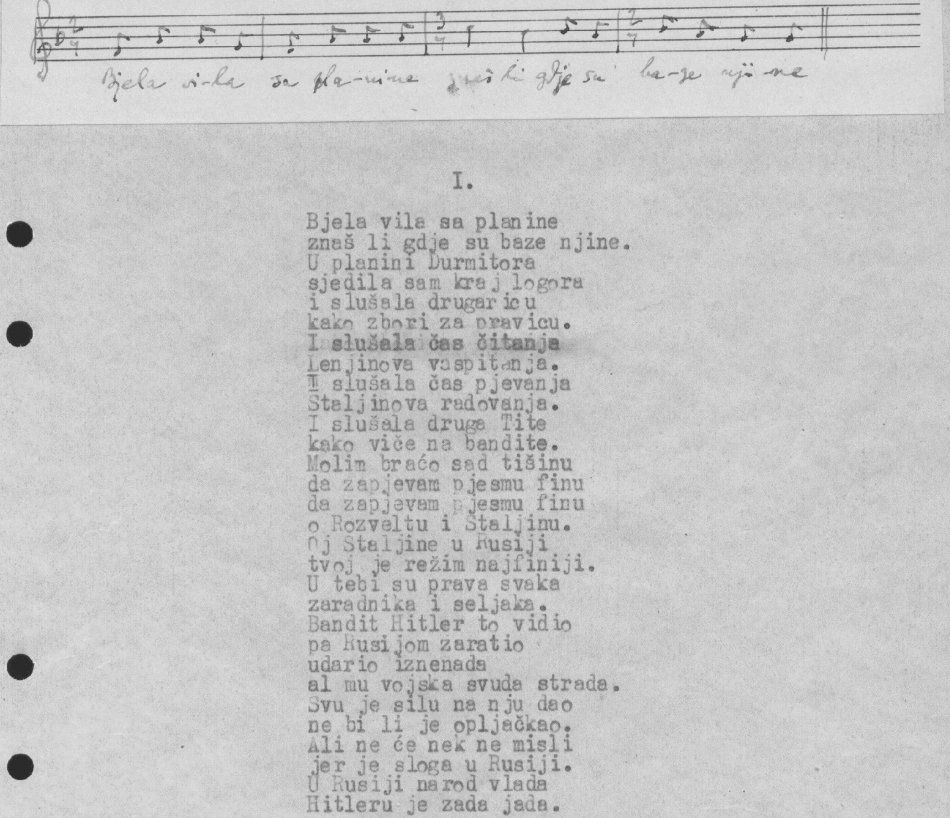 Bjela vi-la sa pla-nine znaš li gdje su ba-ze nji-ne
I.
Bjela vila sa planine
znaš li gdje su baze njine.
U planini Durmitora
sjedila sam kraj logora
i slušala drugaricu
kako zbori za pravicu.
I slušala čas čitanja
Lenjinova vaspitanja.
I slušala čas pjevanja
Staljinova radovanja.
I slušala druga Tite
kako viče na bandite.
Molim braćo sad tišinu
da zapjevam pjesmu finu
da zapjevam pjesmu finu
o Rozveltu i Staljinu.
Oj Staljine u Rusiji
tvoj je režim najfiniji.
U tebi su prava svaka
zaradnika i seljaka.
Bandit Hitler to vidio
pa Rusijom zaratio
udario iznenada
al mu vojska svuda strada.
Svu je silu na nju dao
ne bi li je opljačkao.
Ali ne će nek ne misli
jer je sloga u Rusiji.
U Rusiji narod vlada
Hitleru je zada jada.